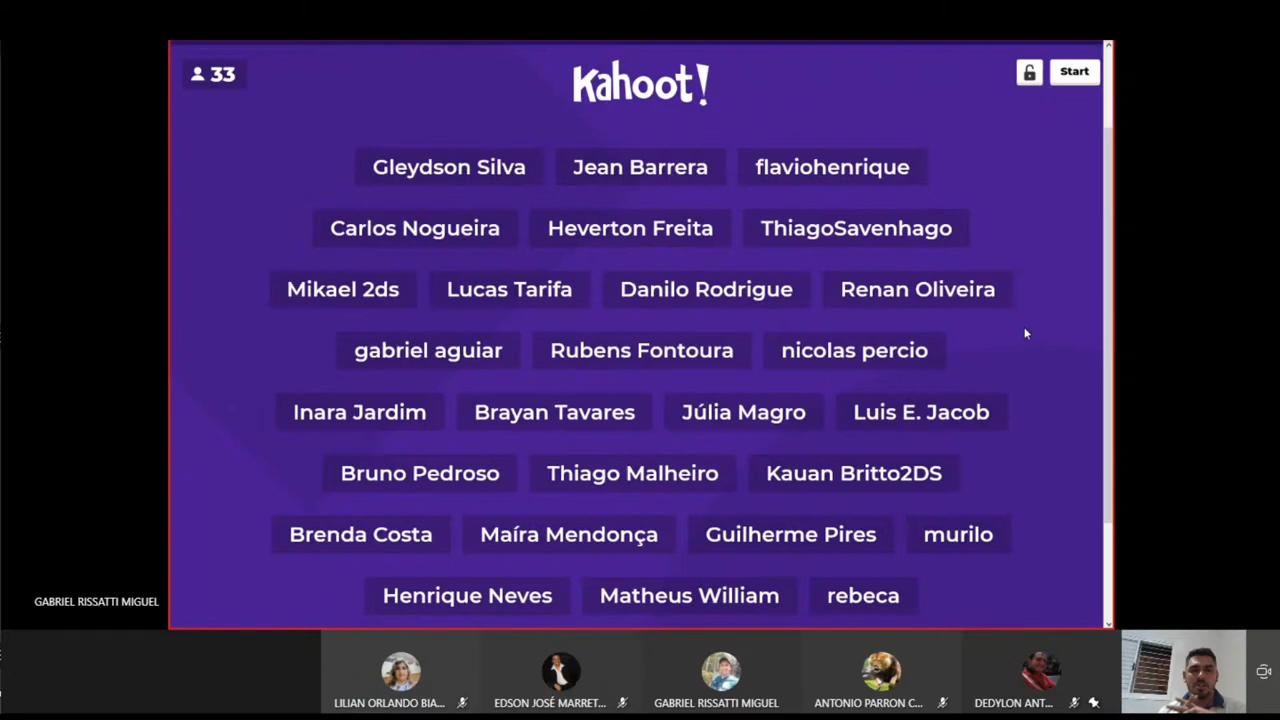 33
Kahoot!
Start
Gleydson Silva Jean Barrera flaviohenrique
Carlos Nogueira Heverton Freita ThiagoSavenhago
Mikael 2ds Lucas Tarifa Danilo Rodrigue Renan Oliveira
gabriel aguiar Rubens Fontoura nicolas percio
Inara Jardim Brayan Tavares Júlia Magro Luis E. Jacob
Bruno Pedroso Thiago Malheiro Kauan Britto2DS
Brenda Costa Maíra Mendonça Guilherme Pires murilo
Henrique Neves Matheus William rebeca
GABRIEL RISSATTI MIGUEL
LILIAN ORLANDO BIA... EDSON JOSÉ MARRET... GABRIEL RISSATTI MIGUEL ANTONIO PARRON C... DEDYLON ANT...